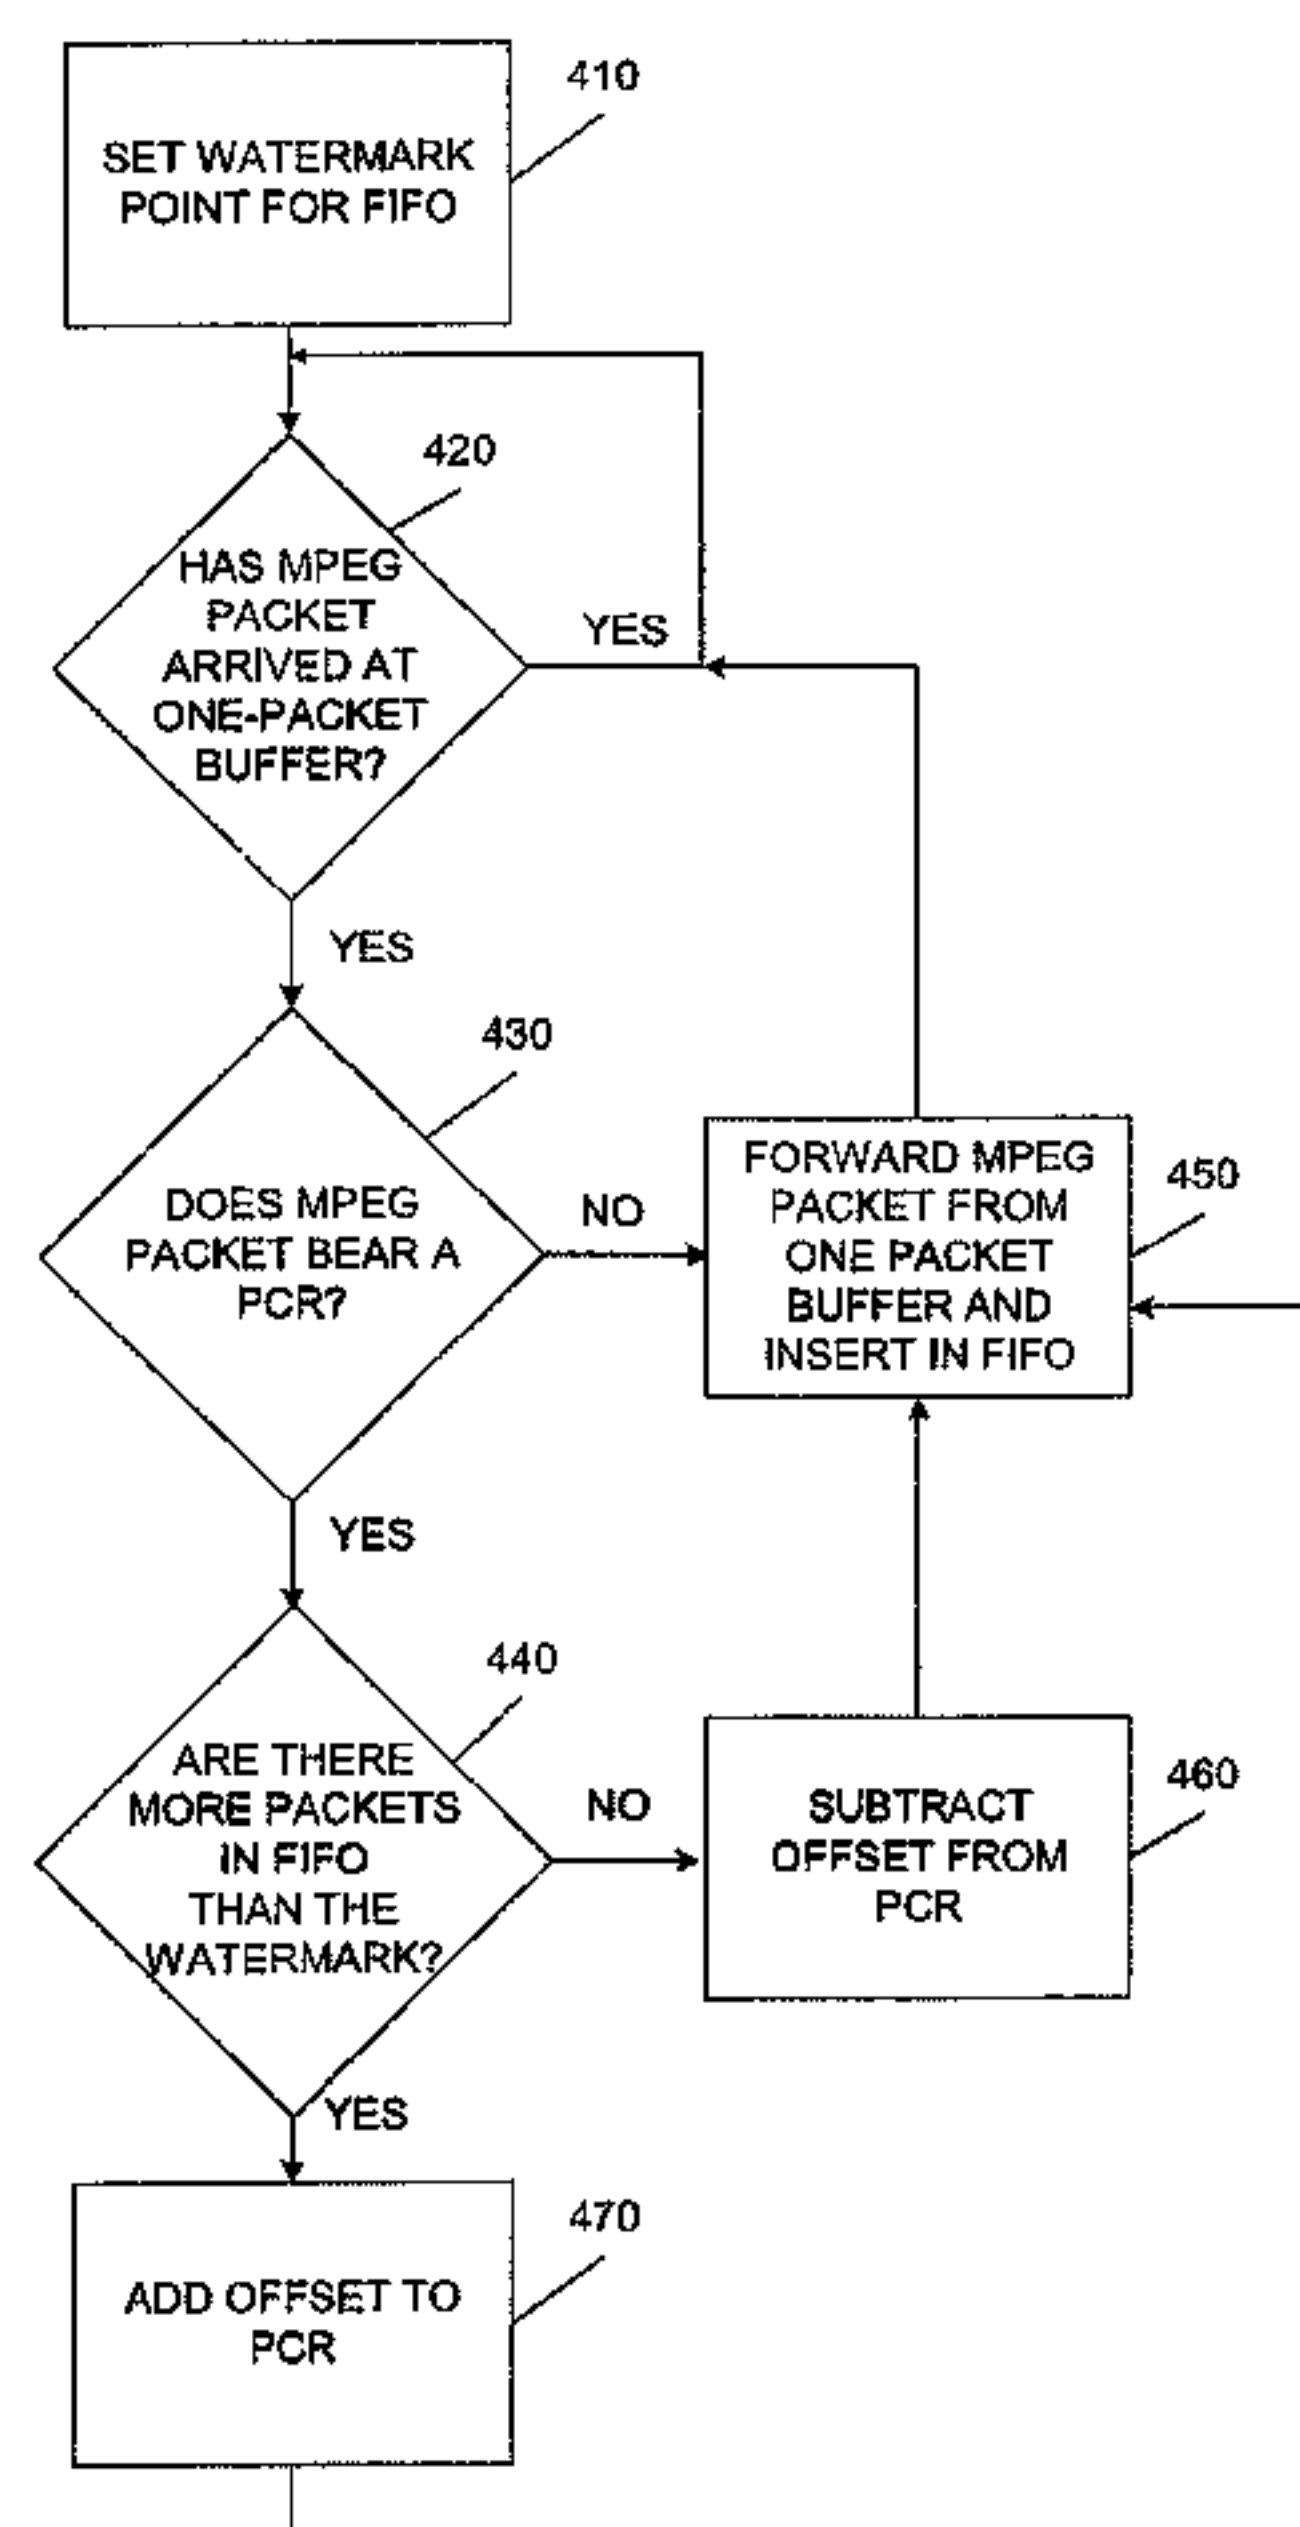 410
SET WATERMARK
POINT FOR FIFO
420
HAS MPEG
PACKET
ARRIVED AT
ONE-PACKET
BUFFER?
YES
YES
430
DOES MPEG
PACKET BEAR A
PCR?
NO
FORWARD MPEG
PACKET FROM
ONE PACKET
BUFFER AND
INSERT IN FIFO
450
YES
440
ARE THERE
MORE PACKETS
IN FIFO
THAN THE
WATERMARK?
NO
SUBTRACT
OFFSET FROM
PCR
460
YES
470
ADD OFFSET TO
PCR